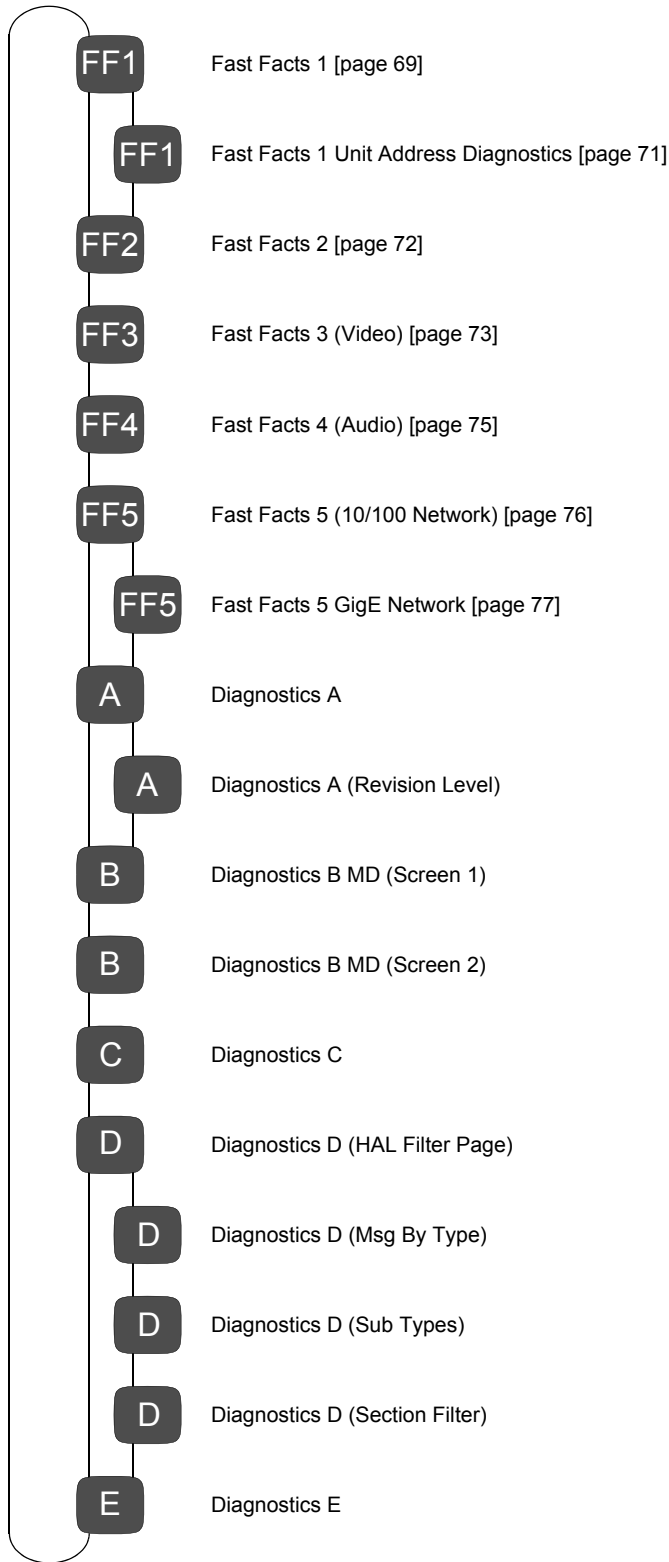 FF1 Fast Facts 1 [page 69]
FF1 Fast Facts 1 Unit Address Diagnostics [page 71]
FF2 Fast Facts 2 [page 72]
FF3 Fast Facts 3 (Video) [page 73]
FF4 Fast Facts 4 (Audio) [page 75]
FF5 Fast Facts 5 (10/100 Network) [page 76]
FF5 Fast Facts 5 GigE Network [page 77]
A Diagnostics A
A Diagnostics A (Revision Level)
B Diagnostics B MD (Screen 1)
B Diagnostics B MD (Screen 2)
C Diagnostics C
D Diagnostics D (HAL Filter Page)
D Diagnostics D (Msg By Type)
D Diagnostics D (Sub Types)
D Diagnostics D (Section Filter)
E Diagnostics E